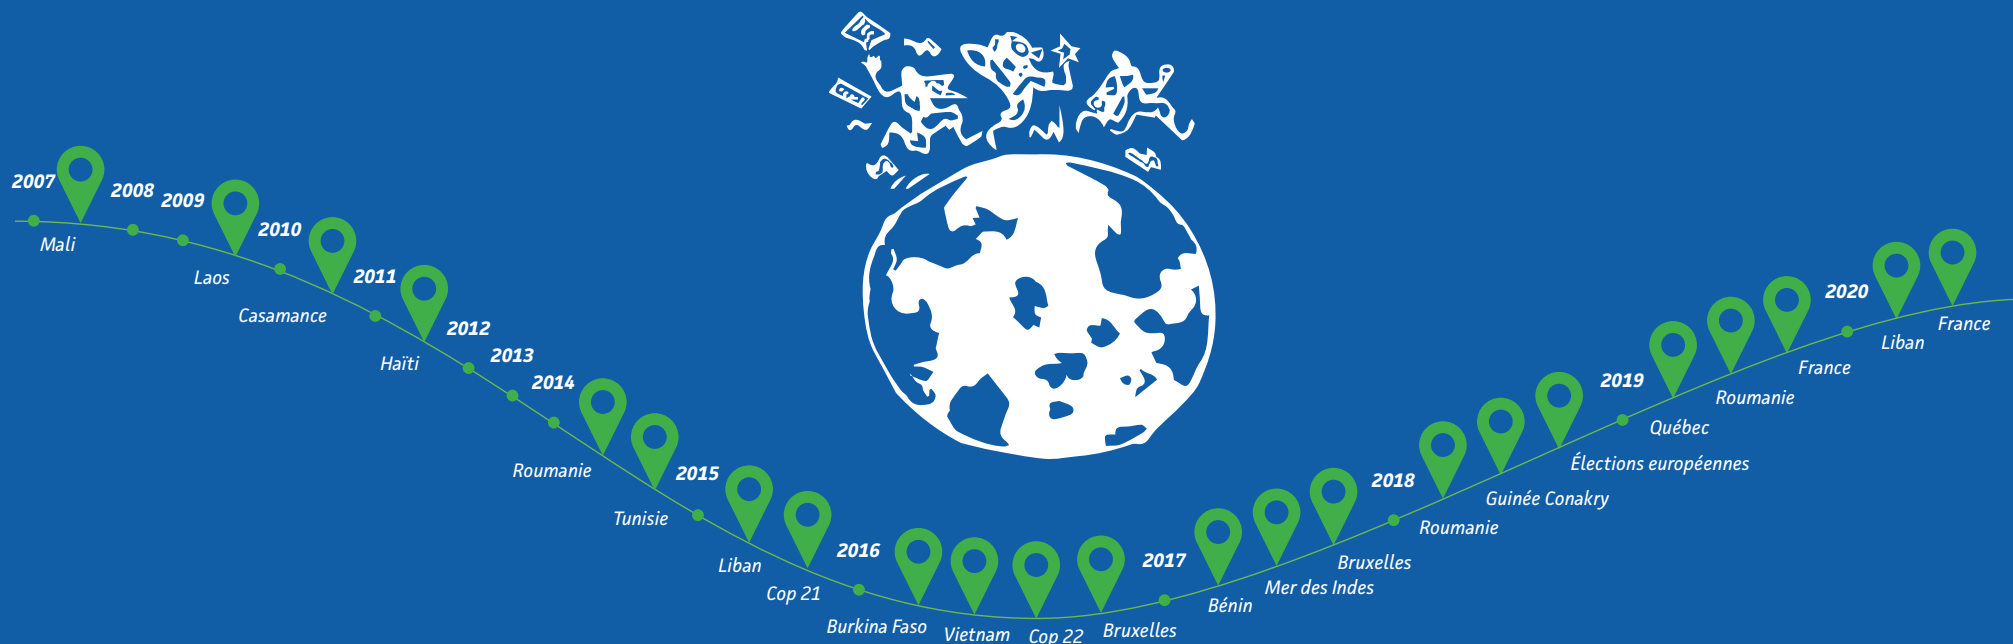 2007
Mali
2008
2009
Laos
2010
Casamance
2011
Haïti
2012
2013
2014
Roumanie
Tunisie
2015
Liban
Cop 21
2016
Burkina Faso
Vietnam
Cop 22
Bruxelles
2017
Bénin
Mer des Indes
Bruxelles
2018
Roumanie
Guinée Conakry
Élections européennes
2019
Québec
Roumanie
France
2020
Liban
France